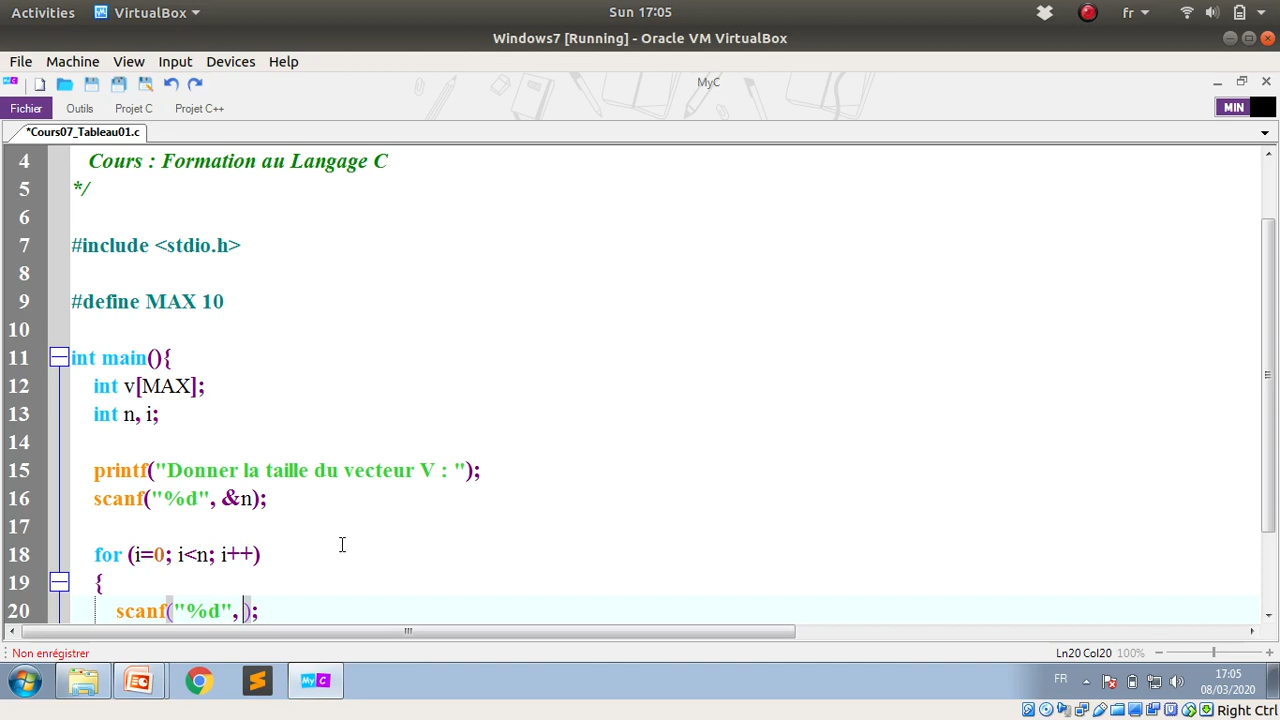 Activities VirtualBox Sun 17:05 fr
Windows7 [Running] - Oracle VM VirtualBox
File Machine View Input Devices Help
MyC MyC
Fichier Outils Projet C Projet C++ MIN
*Cours07_Tableau01.c
4 Cours : Formation au Langage C
5 */
6
7 #include <stdio.h>
8
9 #define MAX 10
10
11 int main(){
12 int v[MAX];
13 int n, i;
14
15 printf("Donner la taille du vecteur V : ");
16 scanf("%d", &n);
17
18 for (i=0; i<n; i++)
19 {
20 scanf("%d", );
Non enrégistrer Ln20 Col20 100%
MyC FR 17:05
08/03/2020
Right Ctrl